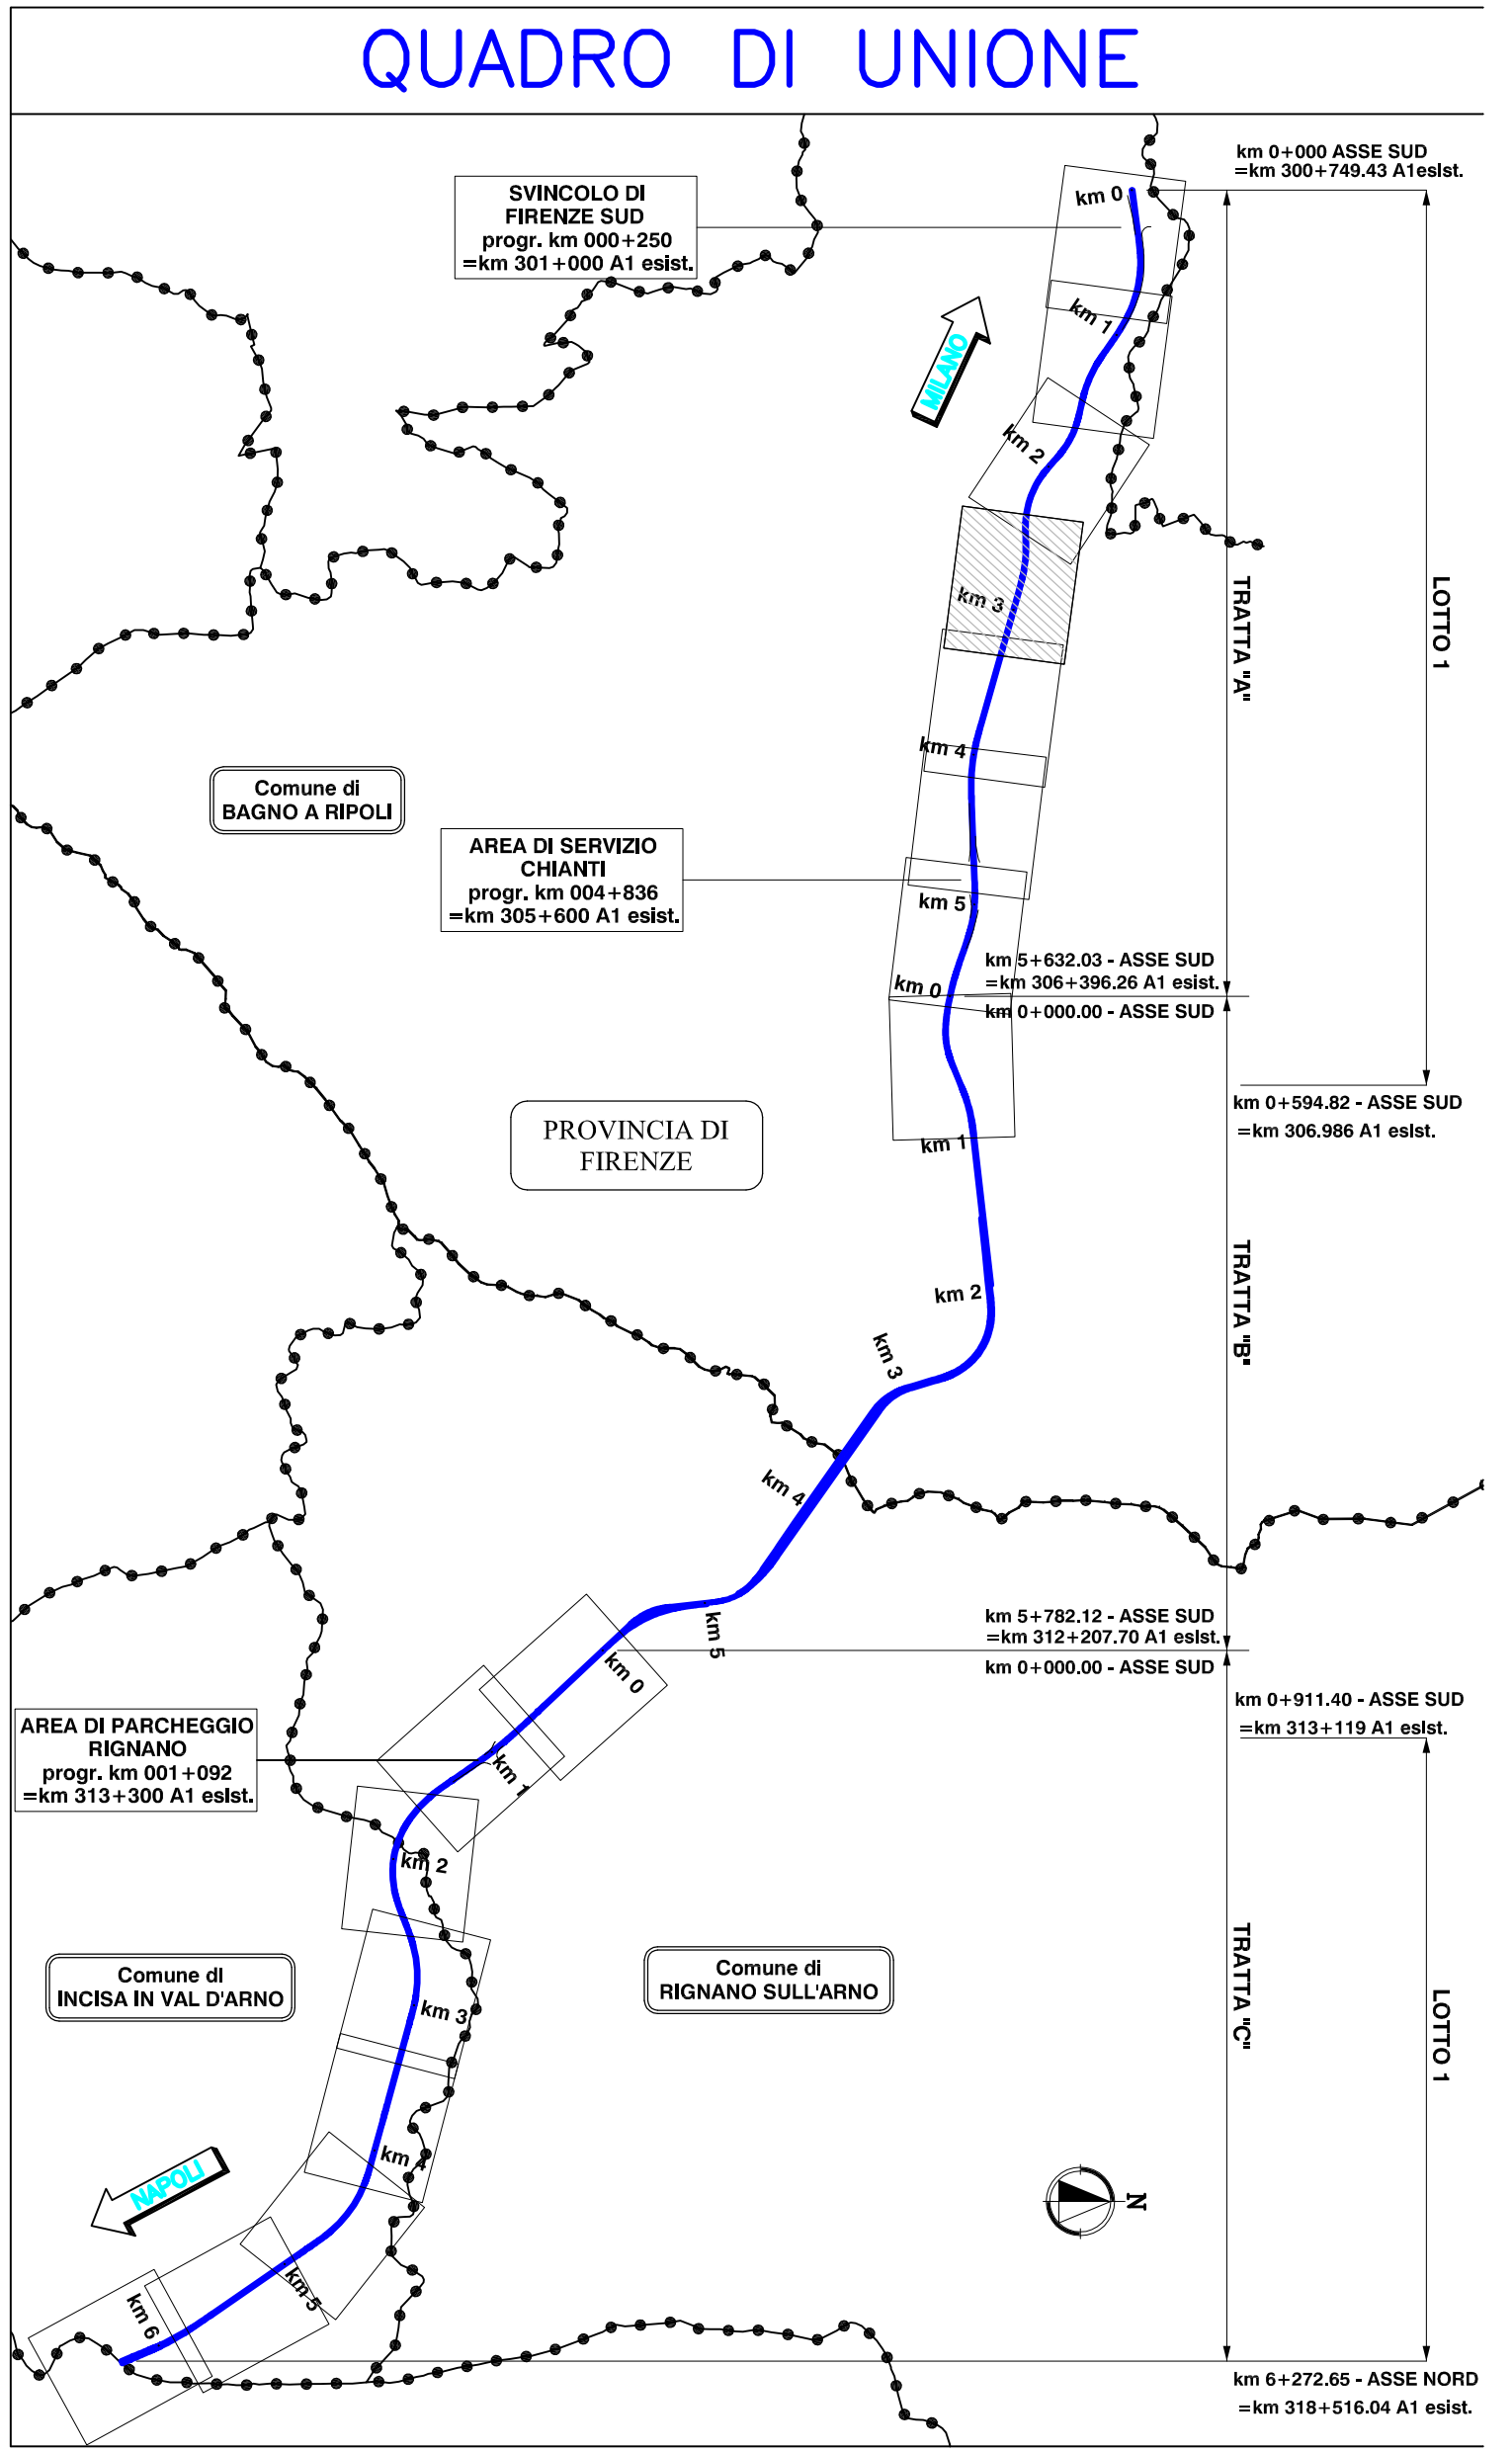 QUADRO DI UNIONE
km 0+000 ASSE SUD
=km 300+749.43 A1esist.
SVINCOLO DI
FIRENZE SUD
progr. km 000+250
=km 301+000 A1 esist.
km 0
km 1
MILANO
km 2
km 3
TRATTA "A"
LOTTO 1
km 4
Comune di
BAGNO A RIPOLI
AREA DI SERVIZIO
CHIANTI
progr. km 004+836
=km 305+600 A1 esist.
km 5
km 5+632.03 - ASSE SUD
=km 306+396.26 A1 esist.
km 0
km 0+000.00 - ASSE SUD
km 0+594.82 - ASSE SUD
=km 306.986 A1 esist.
PROVINCIA DI
FIRENZE
km 1
km 2
TRATTA "B"
km 3
km 4
km 5
km 5+782.12 - ASSE SUD
=km 312+207.70 A1 esist.
km 0+000.00 - ASSE SUD
km 0
km 0+911.40 - ASSE SUD
=km 313+119 A1 esist.
AREA DI PARCHEGGIO
RIGNANO
progr. km 001+092
=km 313+300 A1 esist.
km 1
km 2
Comune di
INCISA IN VAL D'ARNO
Comune di
RIGNANO SULL'ARNO
km 3
TRATTA "C"
LOTTO 1
km 4
NAPOLI
N
km 5
km 6
km 6+272.65 - ASSE NORD
=km 318+516.04 A1 esist.